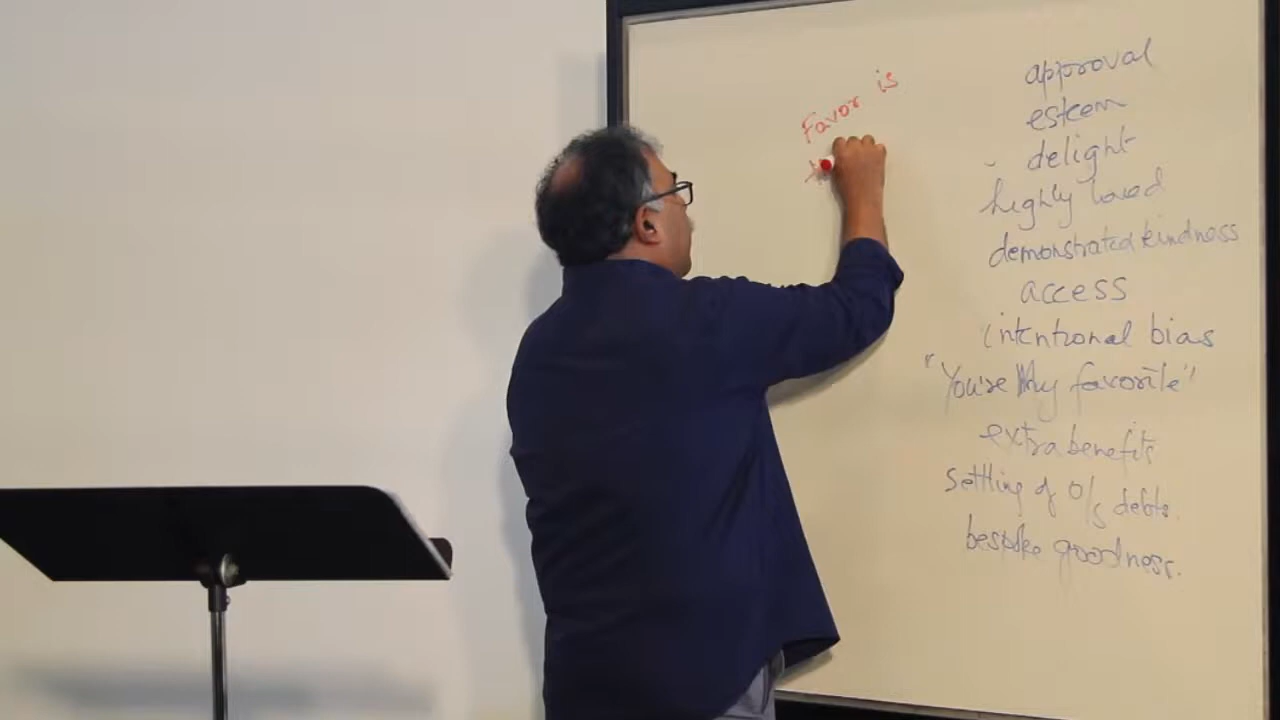 Favor is
approval
esteem
delight
highly loved
demonstrated kindness
access
intentional bias
"You're My favorite"
extra benefits
settling of o/s debts.
bespoke goodness.